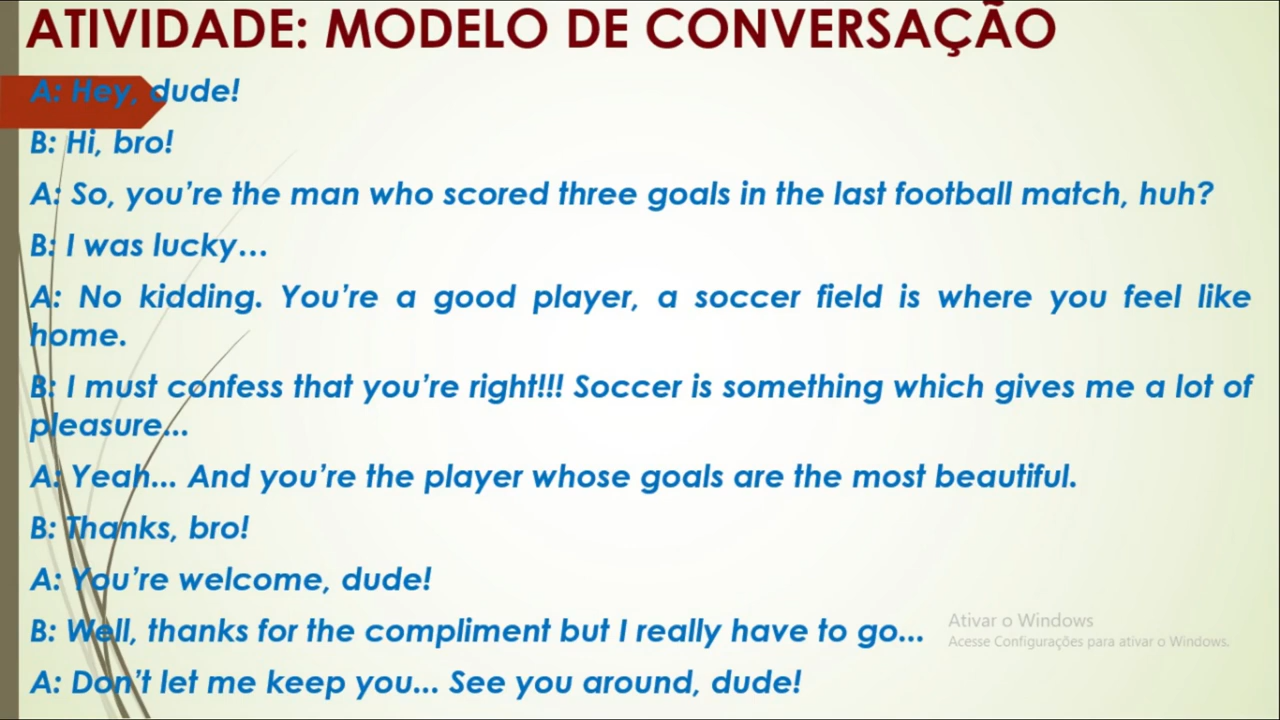 ATIVIDADE: MODELO DE CONVERSAÇÃO
A: Hey, dude!
B: Hi, bro!
A: So, you’re the man who scored three goals in the last football match, huh?
B: I was lucky...
A: No kidding. You’re a good player, a soccer field is where you feel like
home.
B: I must confess that you’re right!!! Soccer is something which gives me a lot of
pleasure...
A: Yeah... And you’re the player whose goals are the most beautiful.
B: Thanks, bro!
A: You’re welcome, dude!
B: Well, thanks for the compliment but I really have to go...
Ativar o Windows
Acesse Configurações para ativar o Windows.
A: Don’t let me keep you... See you around, dude!